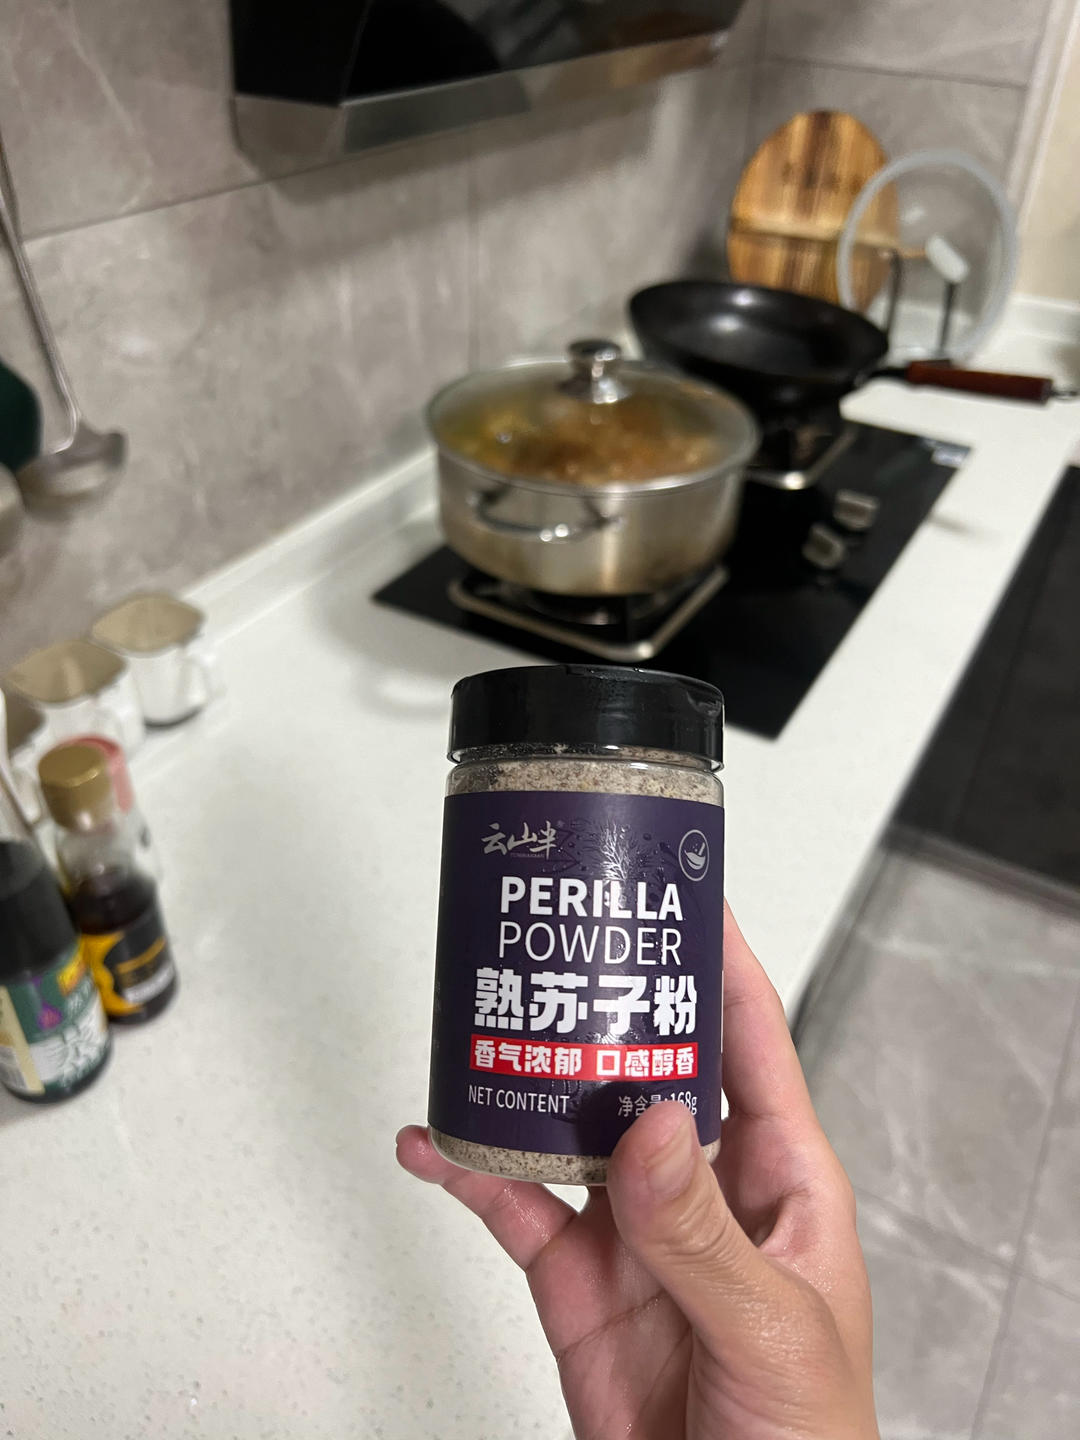 云山半
PERILLA
POWDER
熟苏子粉
香气浓郁 口感醇香
NET CONTENT 净含量:168g